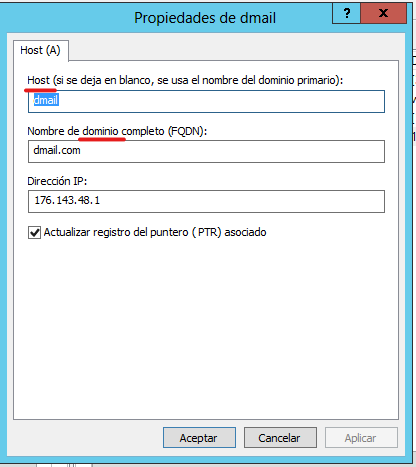 Propiedades de dmail
?
x
Host (A)
Host (si se deja en blanco, se usa el nombre del dominio primario):
dmail
Nombre de dominio completo (FQDN):
dmail.com
Dirección IP:
176.143.48.1
Actualizar registro del puntero ( PTR) asociado
Aceptar
Cancelar
Aplicar